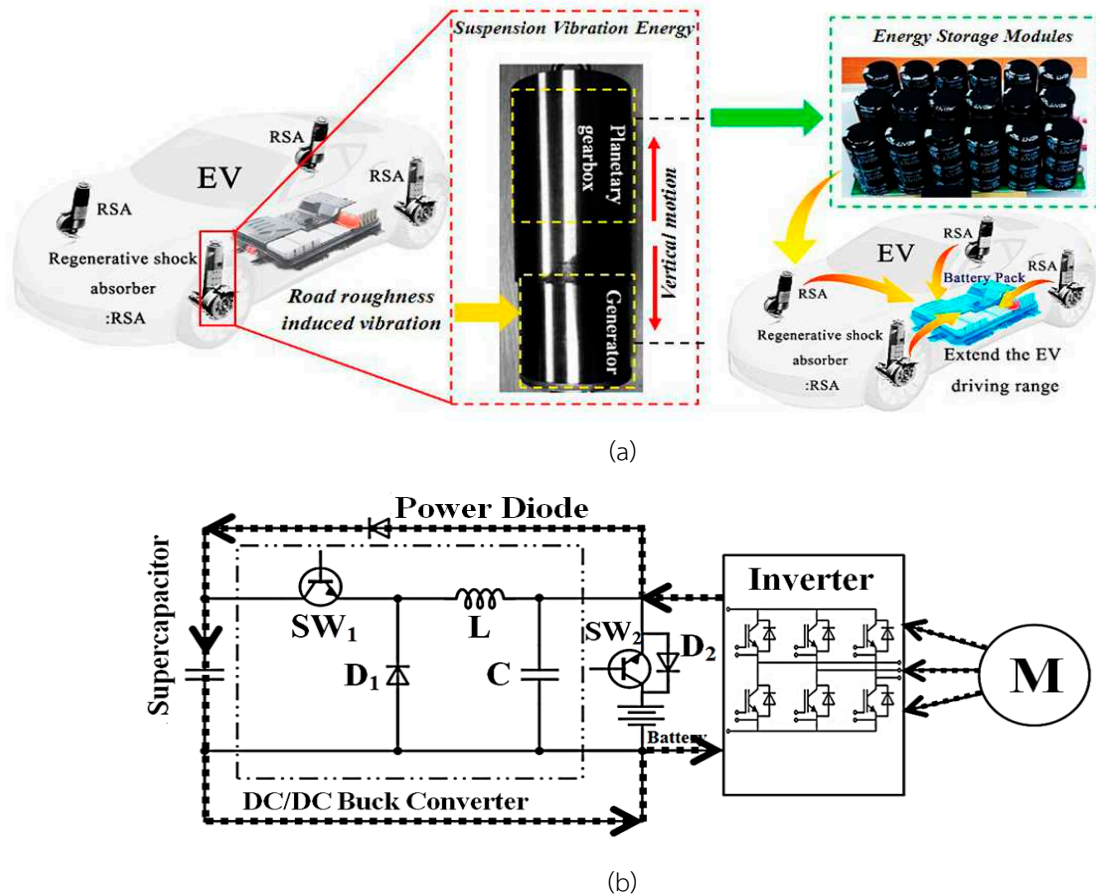 Suspension Vibration Energy
Energy Storage Modules
RSA
EV
RSA
RSA
Regenerative shock
absorber
:RSA
Road roughness
induced vibration
Planetary
gearbox
Vertical motion
Generator
EV
RSA
Battery Pack
RSA
RSA
Regenerative shock
absorber
:RSA
Extend the EV
driving range
(a)
Power Diode
Supercapacitor
SW1
L
D1
C
SW2
D2
Battery
DC/DC Buck Converter
Inverter
M
(b)